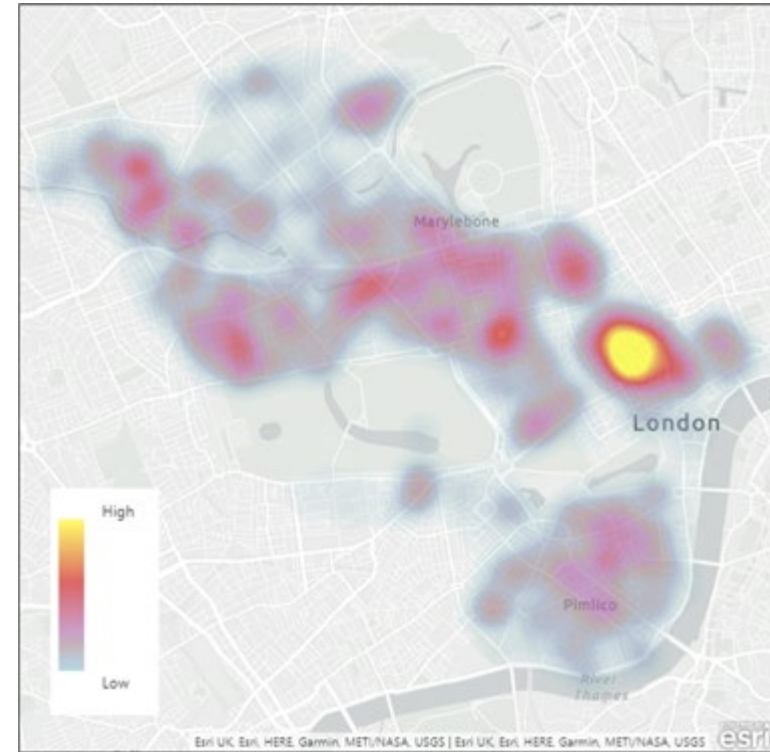 Marylebone
London
High
Low
Pimlico
River
Thames
Esri UK, Esri, HERE, Garmin, METI/NASA, USGS | Esri UK, Esri, HERE, Garmin, METI/NASA, USGS
esri